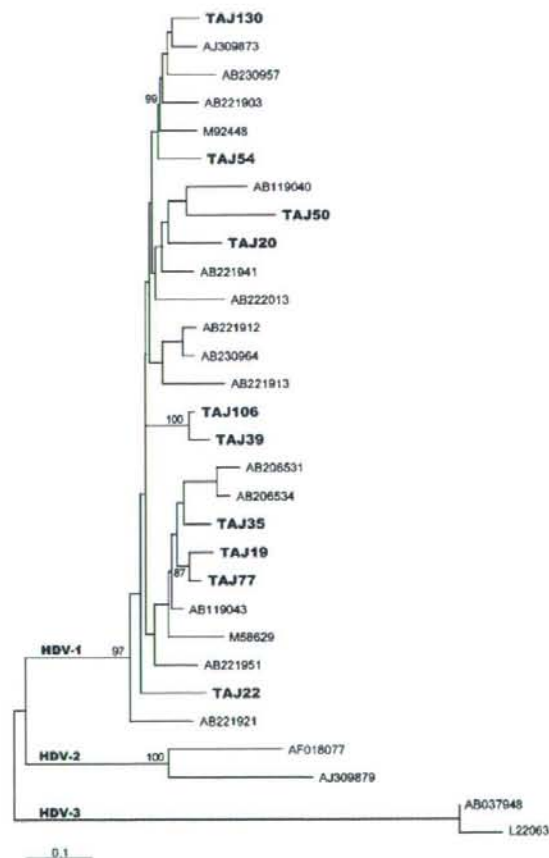 TAJ130
AJ309873
AB230957
99
AB221903
M92448
TAJ54
AB119040
TAJ50
TAJ20
AB221941
AB222013
AB221912
AB230964
AB221913
TAJ106
100
TAJ39
AB206531
AB206534
TAJ35
TAJ19
87
TAJ77
AB119043
M58629
HDV-1 97
AB221951
TAJ22
AB221921
AF018077
HDV-2 100
AJ309879
AB037948
HDV-3
L22063
0.1